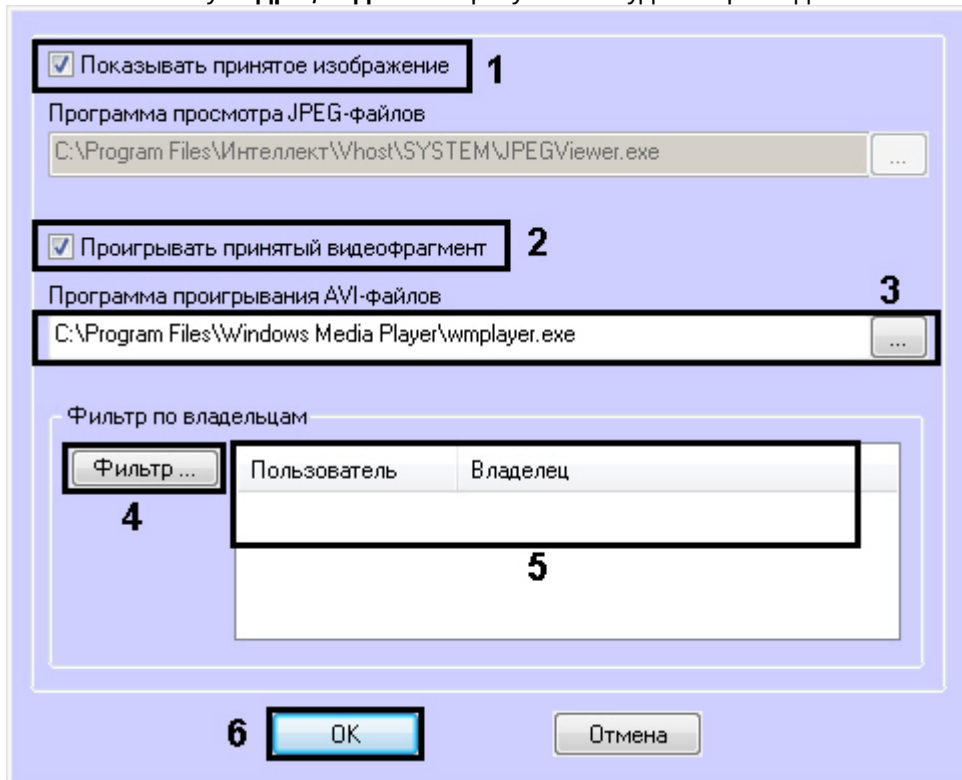 Показывать принятое изображение 1
Программа просмотра JPEG-файлов
C:\Program Files\Интеллект\Vhost\SYSTEM\JPEGViewer.exe ...
Проигрывать принятый видеофрагмент 2
Программа проигрывания AVI-файлов 3
C:\Program Files\Windows Media Player\wmplayer.exe ...
Фильтр по владельцам
Фильтр ... Пользователь Владелец
4
5
6 OK Отмена